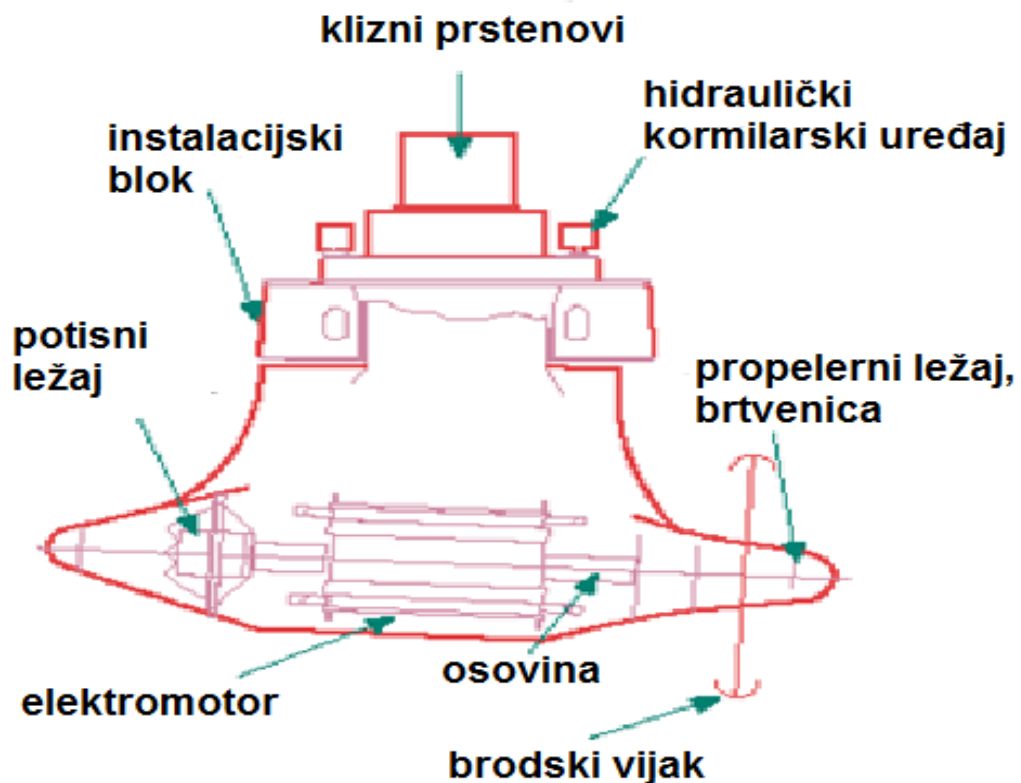 klizni prstenovi
hidraulički
kormilarski uređaj
instalacijski
blok
potisni
ležaj
propelerni ležaj,
brtvenica
osovina
elektromotor
brodski vijak